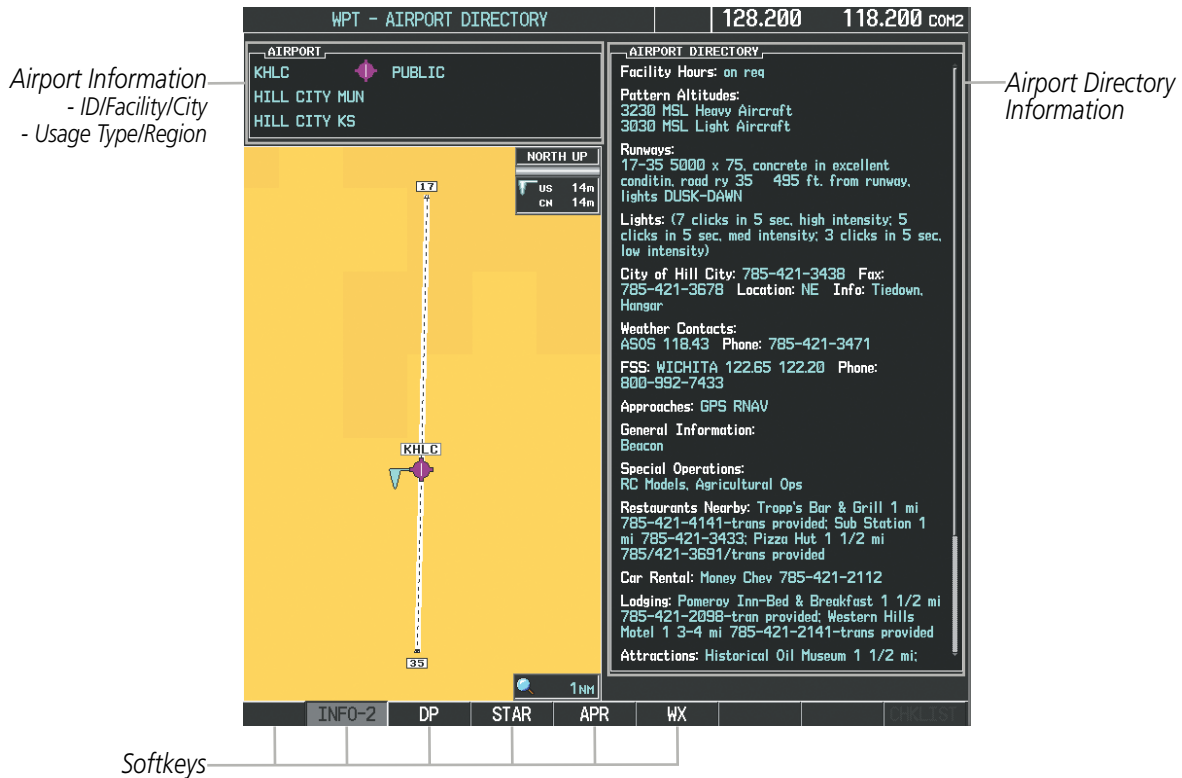 WPT - AIRPORT DIRECTORY
128.200
118.200 COM2
Airport Information
- ID/Facility/City
- Usage Type/Region
AIRPORT
KHLC PUBLIC
HILL CITY MUN
HILL CITY KS
NORTH UP
US 14m
CN 14m
17
KHLC
35
1NM
AIRPORT DIRECTORY
Facility Hours: on req
Pattern Altitudes:
3230 MSL Heavy Aircraft
3030 MSL Light Aircraft
Runways:
17-35 5000 x 75, concrete in excellent
conditin, road ry 35 495 ft. from runway,
lights DUSK-DAWN
Lights: (7 clicks in 5 sec, high intensity; 5
clicks in 5 sec, med intensity; 3 clicks in 5 sec,
low intensity)
City of Hill City: 785-421-3438 Fax:
785-421-3678 Location: NE Info: Tiedown,
Hangar
Weather Contacts:
ASOS 118.43 Phone: 785-421-3471
FSS: WICHITA 122.65 122.20 Phone:
800-992-7433
Approaches: GPS RNAV
General Information:
Beacon
Special Operations:
RC Models, Agricultural Ops
Restaurants Nearby: Tropp's Bar & Grill 1 mi
785-421-4141-trans provided; Sub Station 1
mi 785-421-3433; Pizza Hut 1 1/2 mi
785/421-3691/trans provided
Car Rental: Money Chev 785-421-2112
Lodging: Pomeroy Inn-Bed & Breakfast 1 1/2 mi
785-421-2098-tran provided; Western Hills
Motel 1 3-4 mi 785-421-2141-trans provided
Attractions: Historical Oil Museum 1 1/2 mi;
Airport Directory
Information
INFO-2 DP STAR APR WX CHKLIST
Softkeys